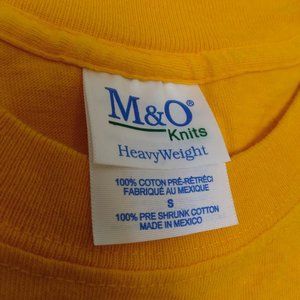 M&O®
Knits
HeavyWeight
100% COTON PRÉ-RÉTRÉCI
FABRIQUÉ AU MEXIQUE
S
100% PRE SHRUNK COTTON
MADE IN MEXICO